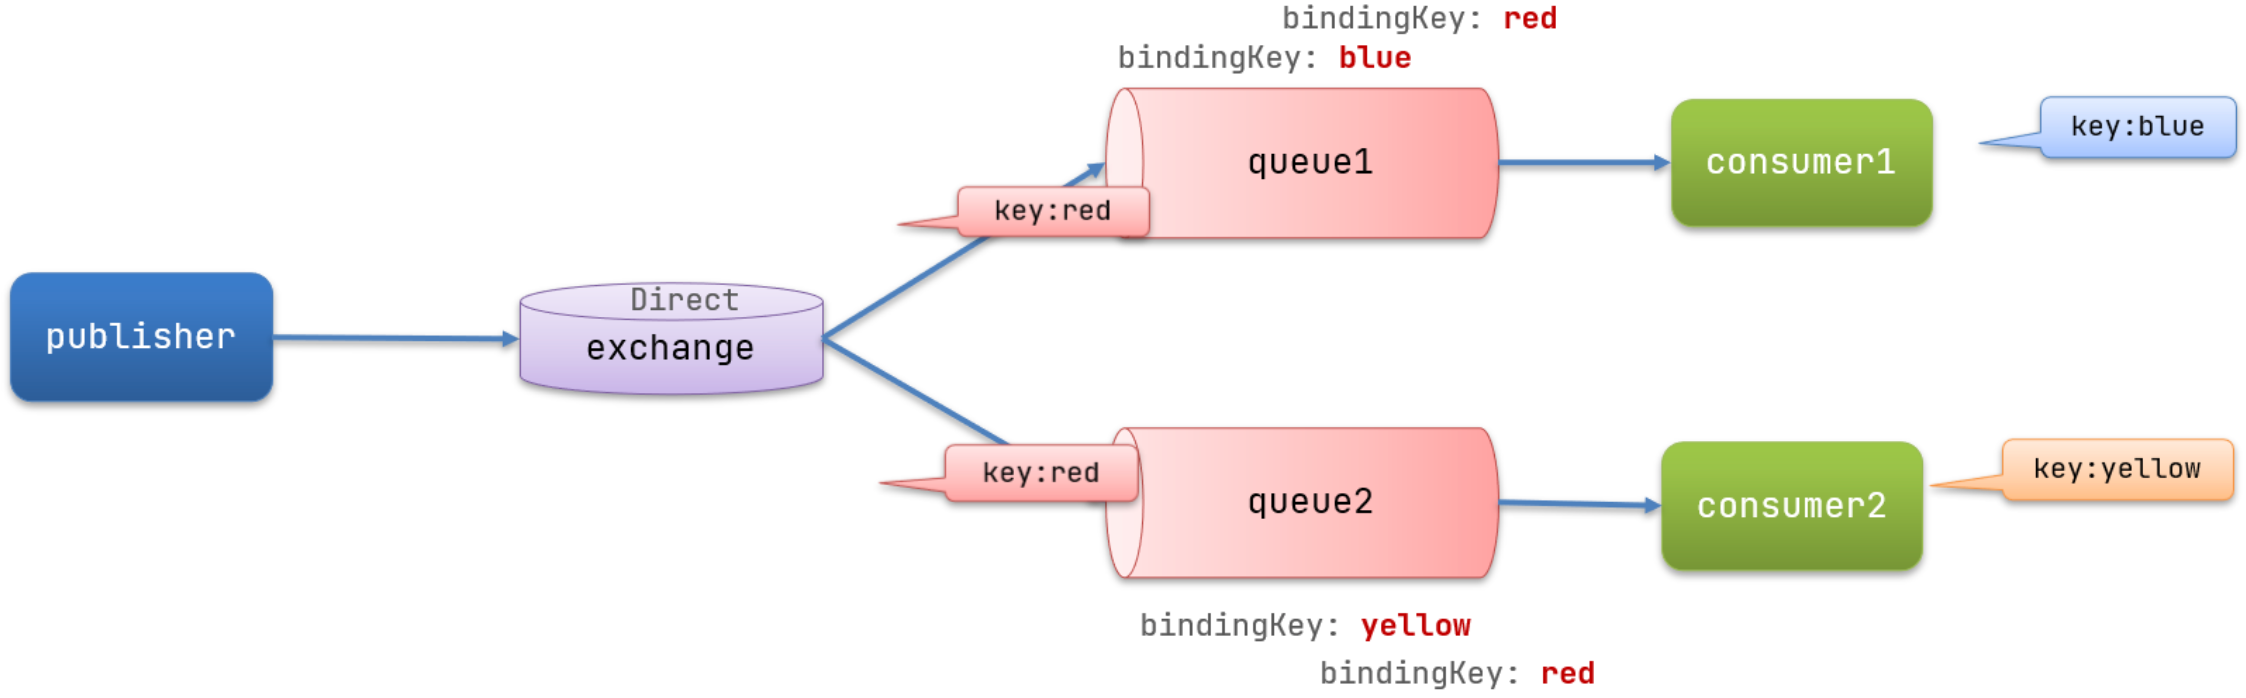 bindingKey: red
bindingKey: blue
queue1
consumer1
key:blue
key:red
publisher
Direct
exchange
key:red
queue2
consumer2
key:yellow
bindingKey: yellow
bindingKey: red